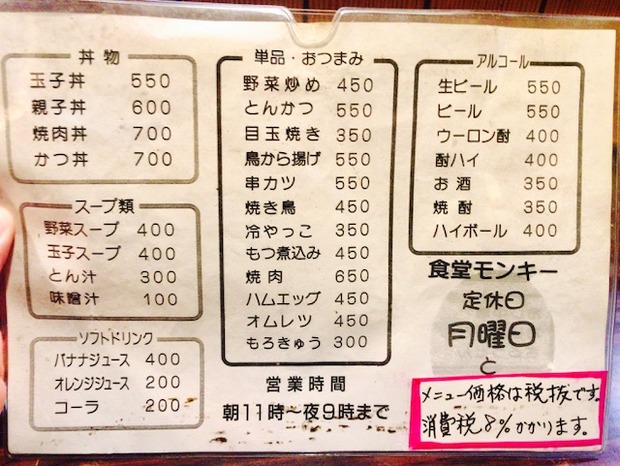 丼物
玉子丼 550
親子丼 600
焼肉丼 700
かつ丼 700
スープ類
野菜スープ 400
玉子スープ 400
とん汁 300
味噌汁 100
ソフトドリンク
バナナジュース 400
オレンジジュース 200
コーラ 200
単品・おつまみ
野菜炒め 450
とんかつ 550
目玉焼き 350
鳥から揚げ 550
串カツ 550
焼き鳥 450
冷やっこ 350
もつ煮込み 450
焼肉 650
ハムエッグ 450
オムレツ 450
もろきゅう 300
営業時間
朝11時~夜9時まで
アルコール
生ビール 550
ビール 550
ウーロン酎 400
酎ハイ 400
お酒 350
焼酎 350
ハイボール 400
食堂モンキー
定休日
月曜日
と
メニュー価格は税抜です。
消費税8%かかります。